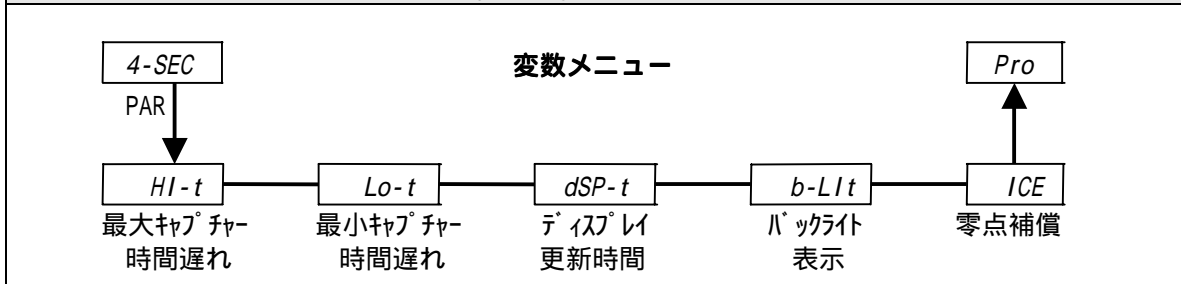 4-SEC
変数メニュー
Pro
PAR
HI-t
Lo-t
dSP-t
b-LIt
ICE
最大ｷｬﾌﾟﾁｬｰ
時間遅れ
最小ｷｬﾌﾟﾁｬｰ
時間遅れ
ﾃﾞｨｽﾌﾟﾚｲ
更新時間
ﾊﾞｯｸﾗｲﾄ
表示
零点補償